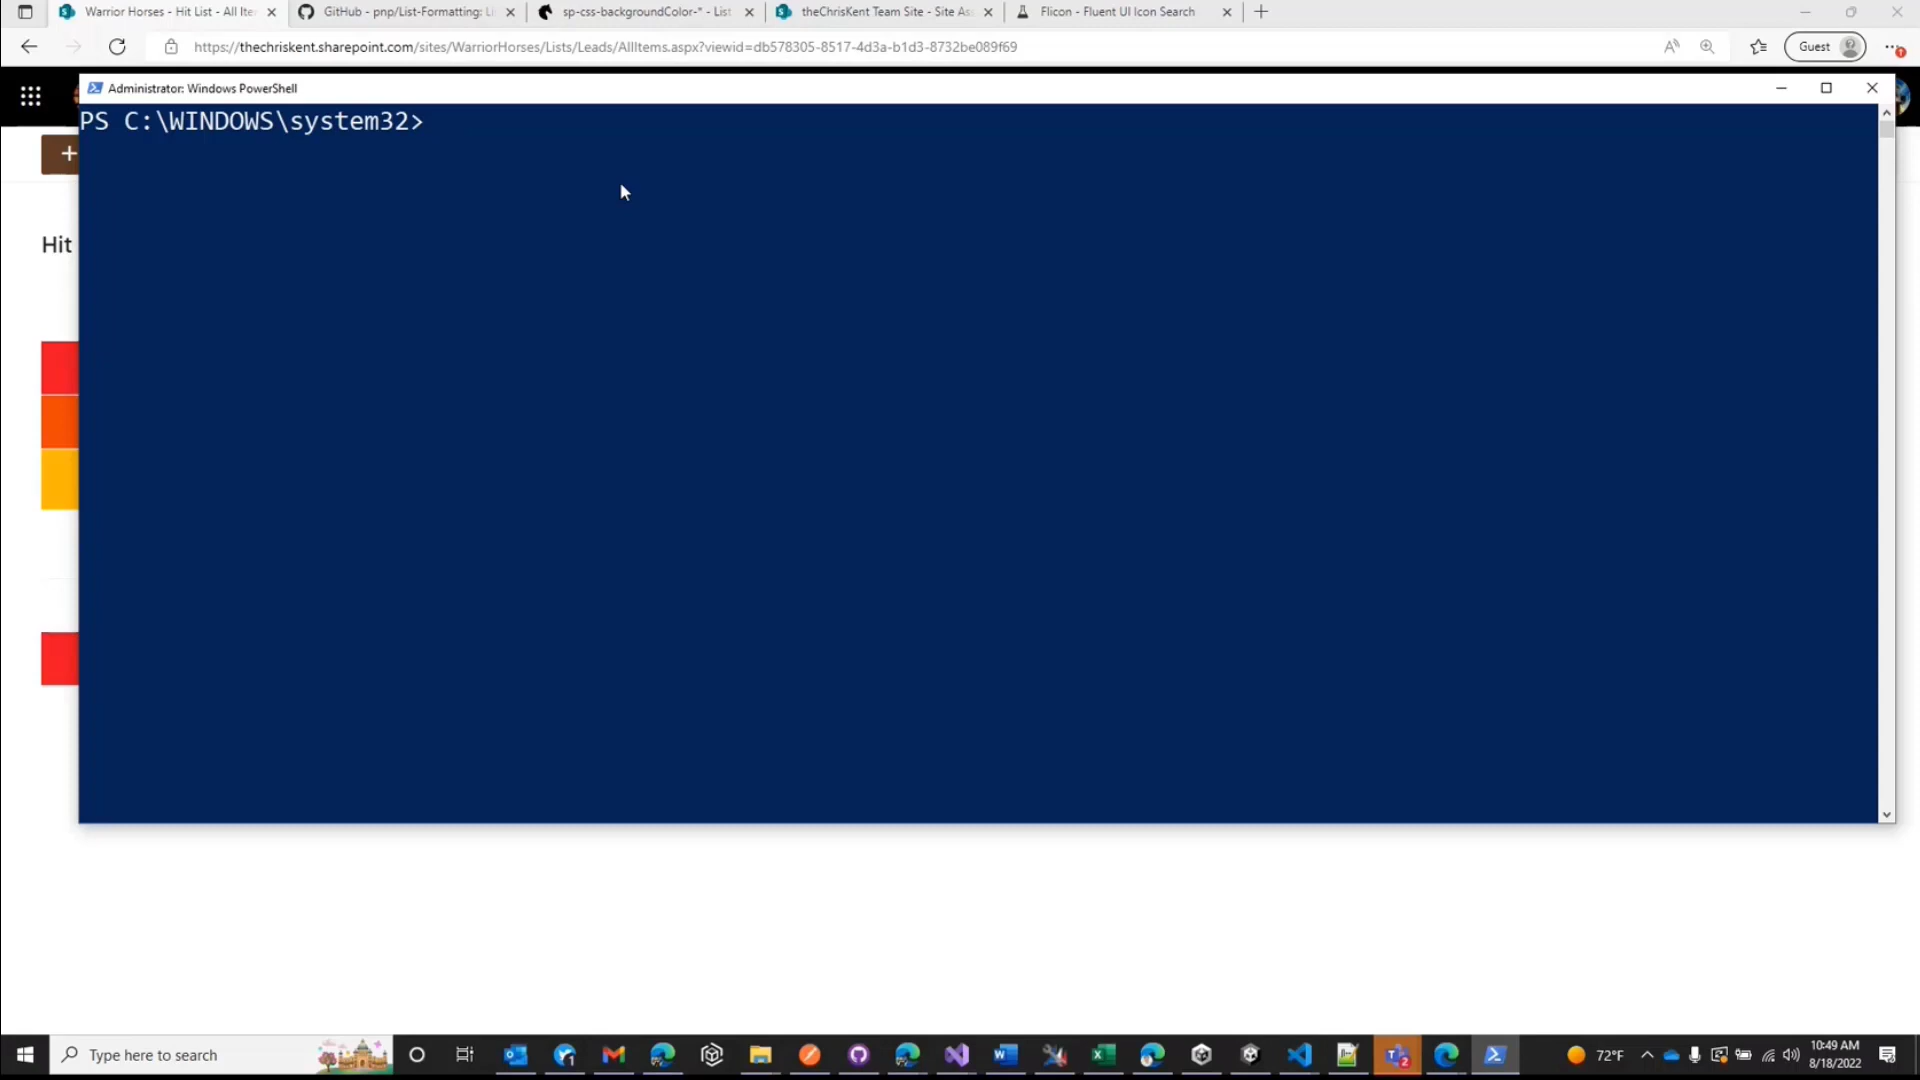 Warrior Horses - Hit List - All Ite
GitHub - pnp/List-Formatting: Li
sp-css-backgroundColor-* - List
theChrisKent Team Site - Site As
Flicon - Fluent UI Icon Search
https://thechriskent.sharepoint.com/sites/WarriorHorses/Lists/Leads/AllItems.aspx?viewid=db578305-8517-4d3a-b1d3-8732be089f69
Guest
Administrator: Windows PowerShell
PS C:\WINDOWS\system32>
Hit
Type here to search
72°F
10:49 AM
8/18/2022